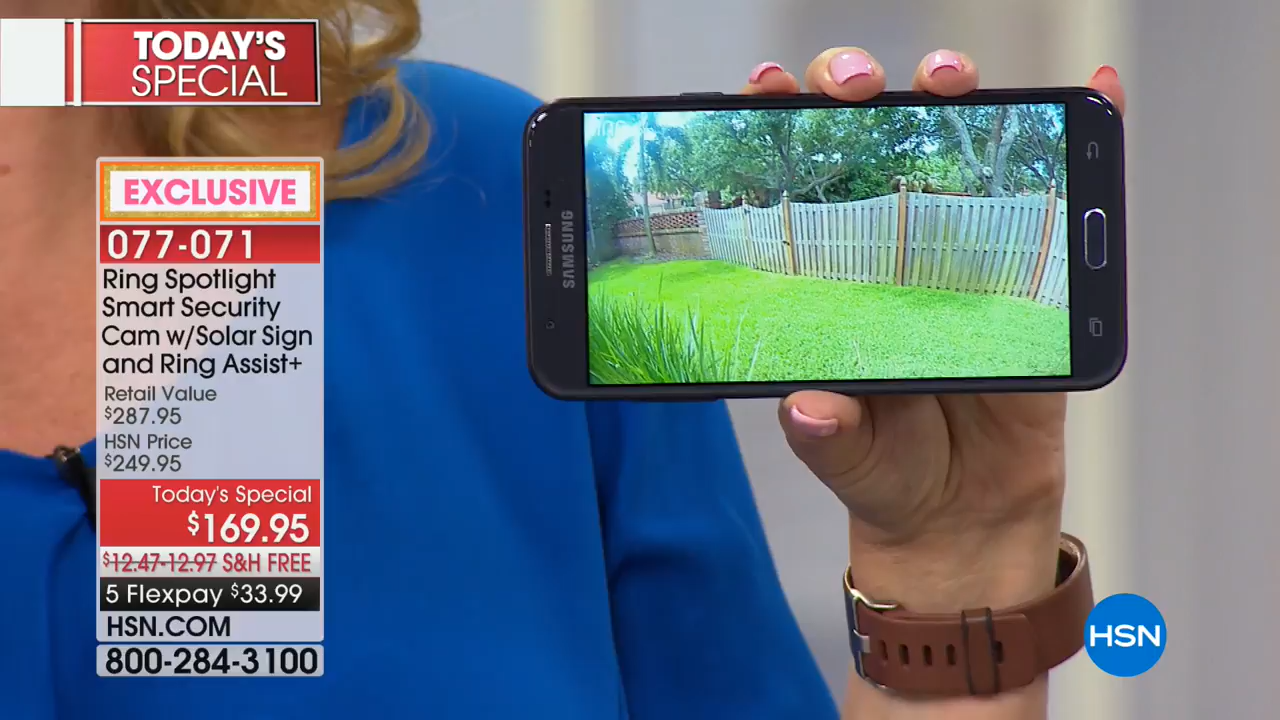 TODAY'S
SPECIAL
EXCLUSIVE
077-071
Ring Spotlight
Smart Security
Cam w/Solar Sign
and Ring Assist+
Retail Value
$287.95
HSN Price
$249.95
Today's Special
$169.95
$12.47-12.97 S&H FREE
5 Flexpay $33.99
HSN.COM
800-284-3100
SAMSUNG
HSN